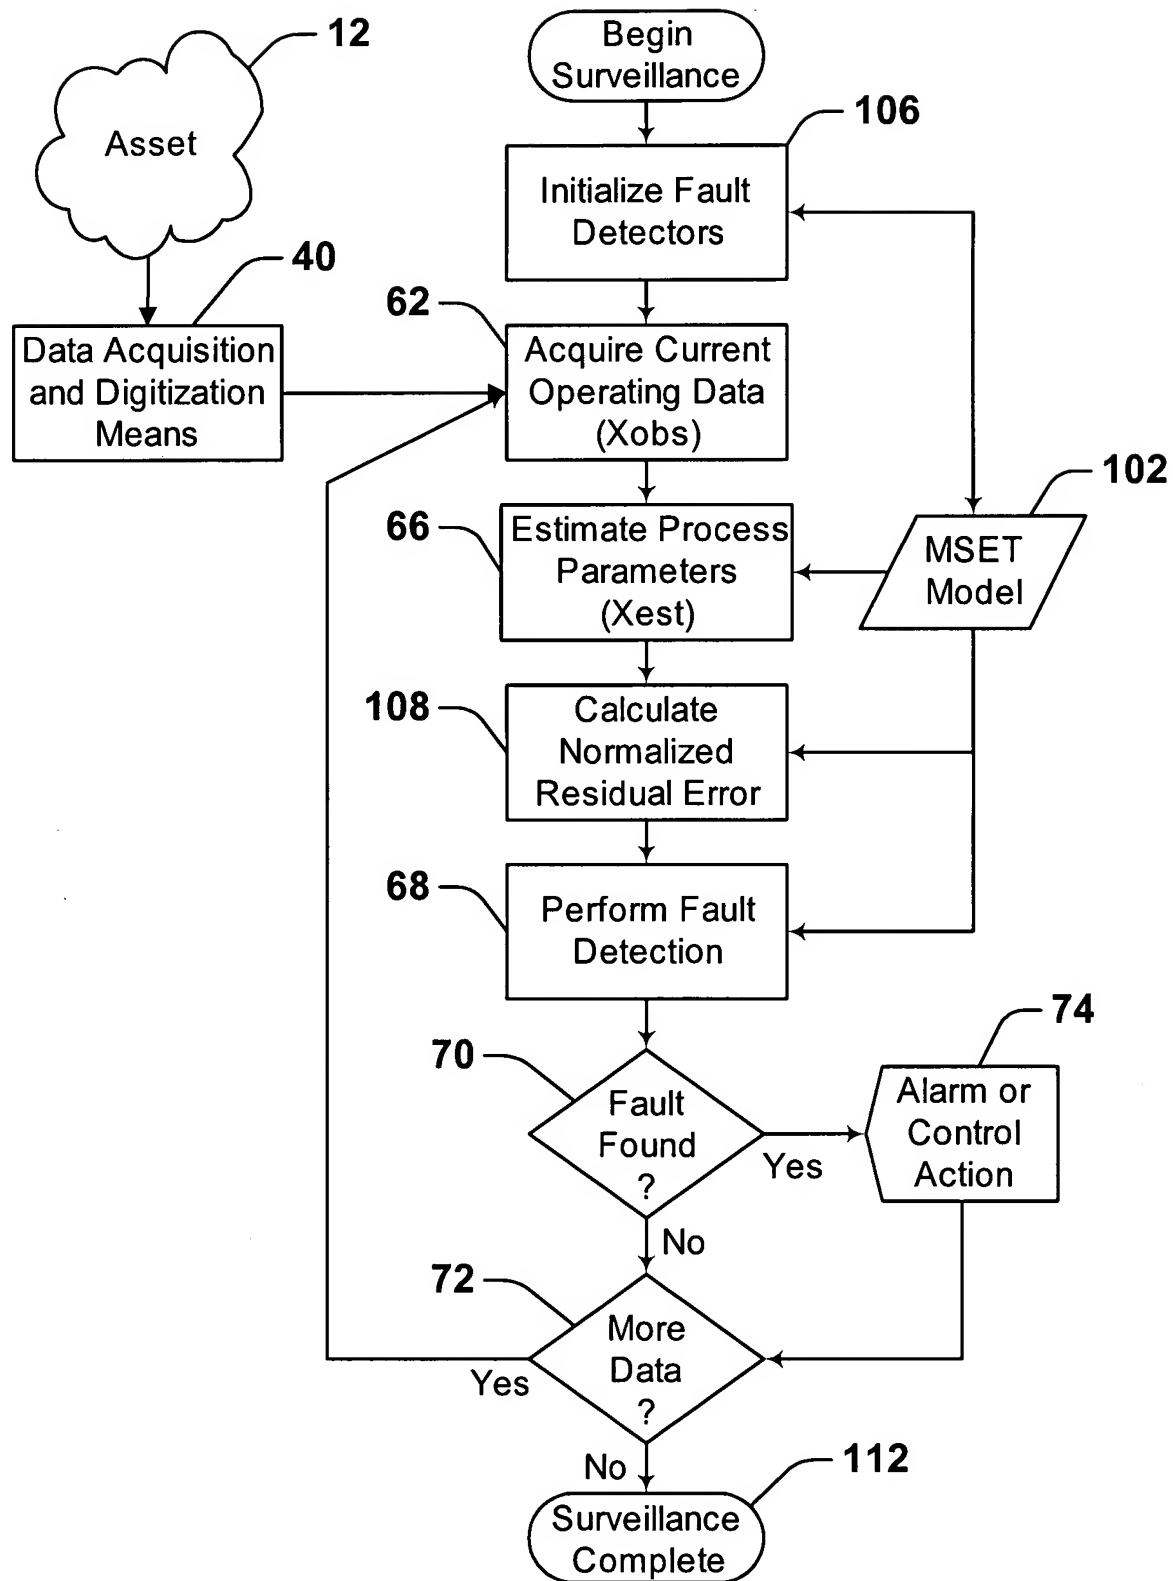 12
Begin
Surveillance
Asset
106
Initialize Fault
Detectors
40
Data Acquisition
and Digitization
Means
62
Acquire Current
Operating Data
(Xobs)
102
MSET
Model
66
Estimate Process
Parameters
(Xest)
108
Calculate
Normalized
Residual Error
68
Perform Fault
Detection
70
Fault
Found
?
Yes
74
Alarm or
Control
Action
No
72
More
Data
?
Yes
No
112
Surveillance
Complete